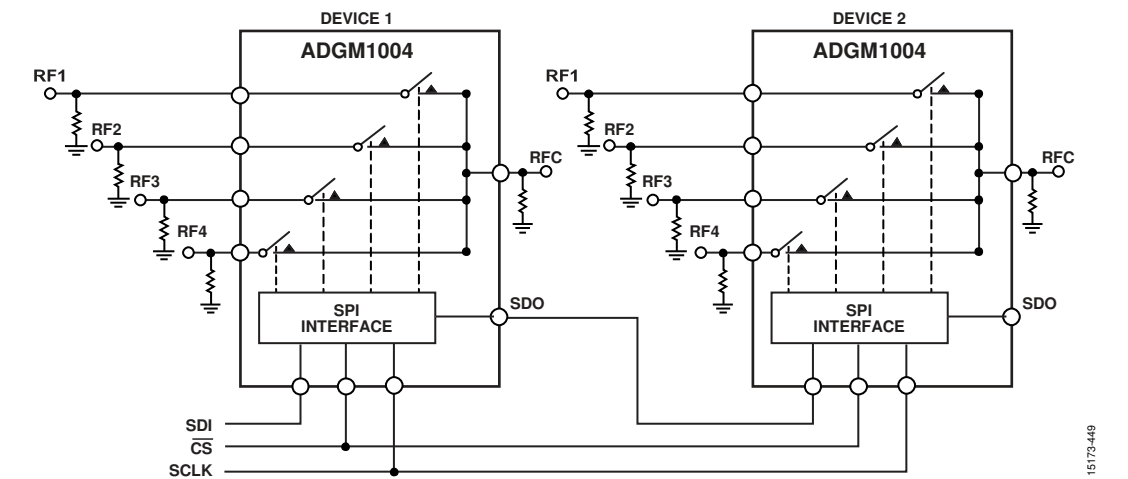 DEVICE 1
ADGM1004
RF1
RF2
RF3
RF4
RFC
SPI
INTERFACE
SDO
DEVICE 2
ADGM1004
RF1
RF2
RF3
RF4
RFC
SPI
INTERFACE
SDO
SDI
C̅S̅
SCLK
15173-449